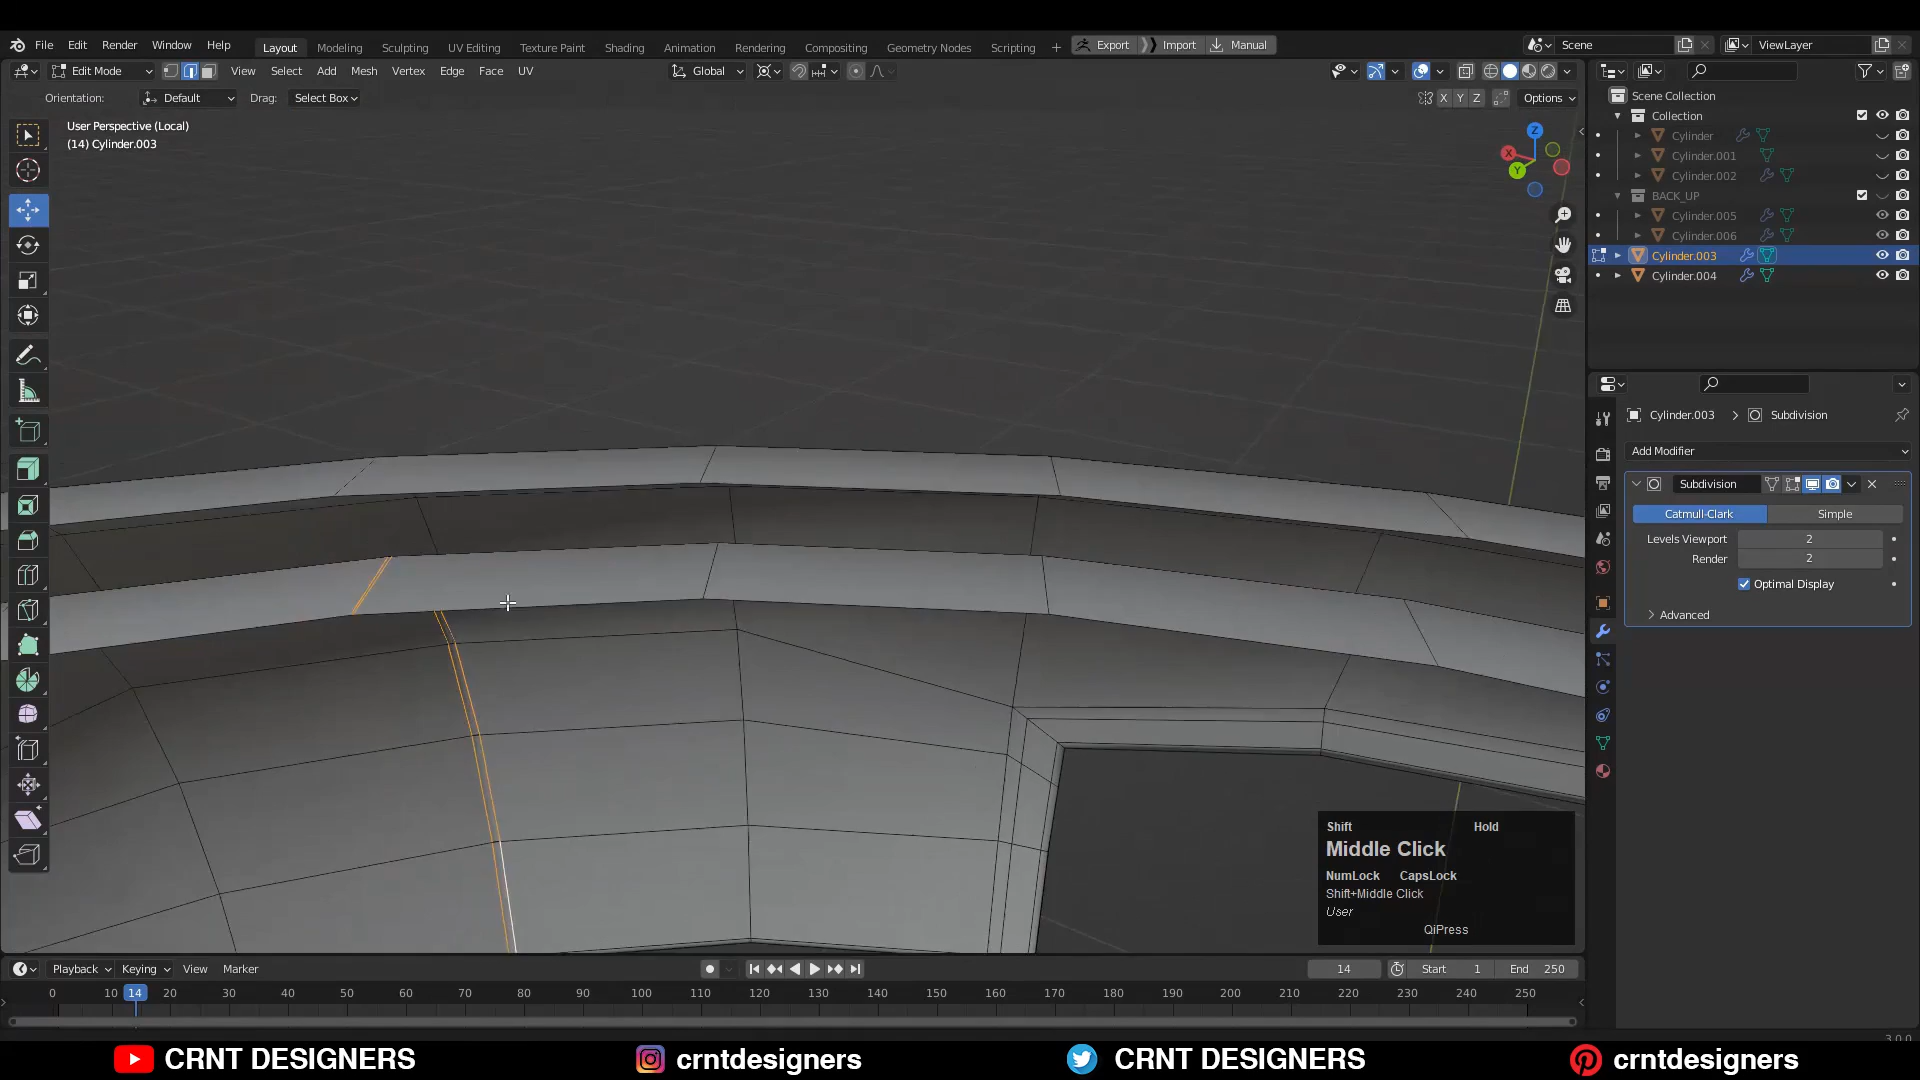 File Edit Render Window Help Layout Modeling Sculpting UV Editing Texture Paint Shading Animation Rendering Compositing Geometry Nodes Scripting + Export Import Manual Scene ViewLayer
Edit Mode View Select Add Mesh Vertex Edge Face UV Global
Orientation: Default Drag: Select Box X Y Z Options
User Perspective (Local)
(14) Cylinder.003
Z
X
Y
Scene Collection
Collection
Cylinder
Cylinder.001
Cylinder.002
BACK_UP
Cylinder.005
Cylinder.006
Cylinder.003
Cylinder.004
Cylinder.003 > Subdivision
Add Modifier
Subdivision
Catmull-Clark Simple
Levels Viewport 2
Render 2
Optimal Display
Advanced
Shift Hold
Middle Click
NumLock CapsLock
Shift+Middle Click
User
QiPress
Playback Keying View Marker 14 Start 1 End 250
0 10 14 20 30 40 50 60 70 80 90 100 110 120 130 140 150 160 170 180 190 200 210 220 230 240 250
3.0.0
CRNT DESIGNERS crntdesigners CRNT DESIGNERS crntdesigners